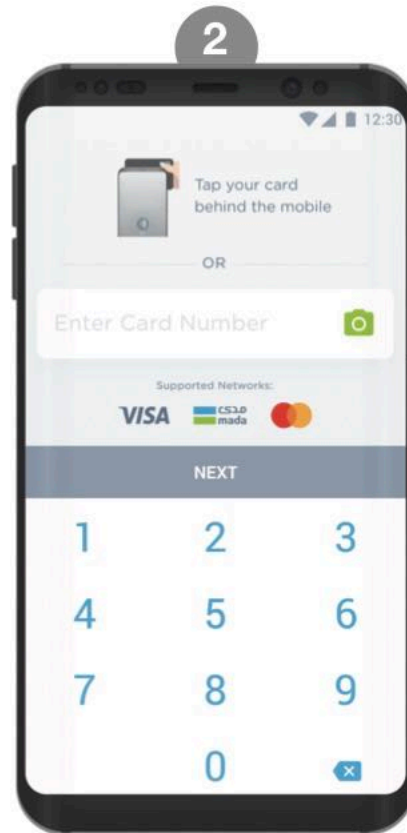 2
12:30
Tap your card
behind the mobile
OR
Enter Card Number
Supported Networks:
VISA مدى mada
NEXT
1 2 3
4 5 6
7 8 9
0